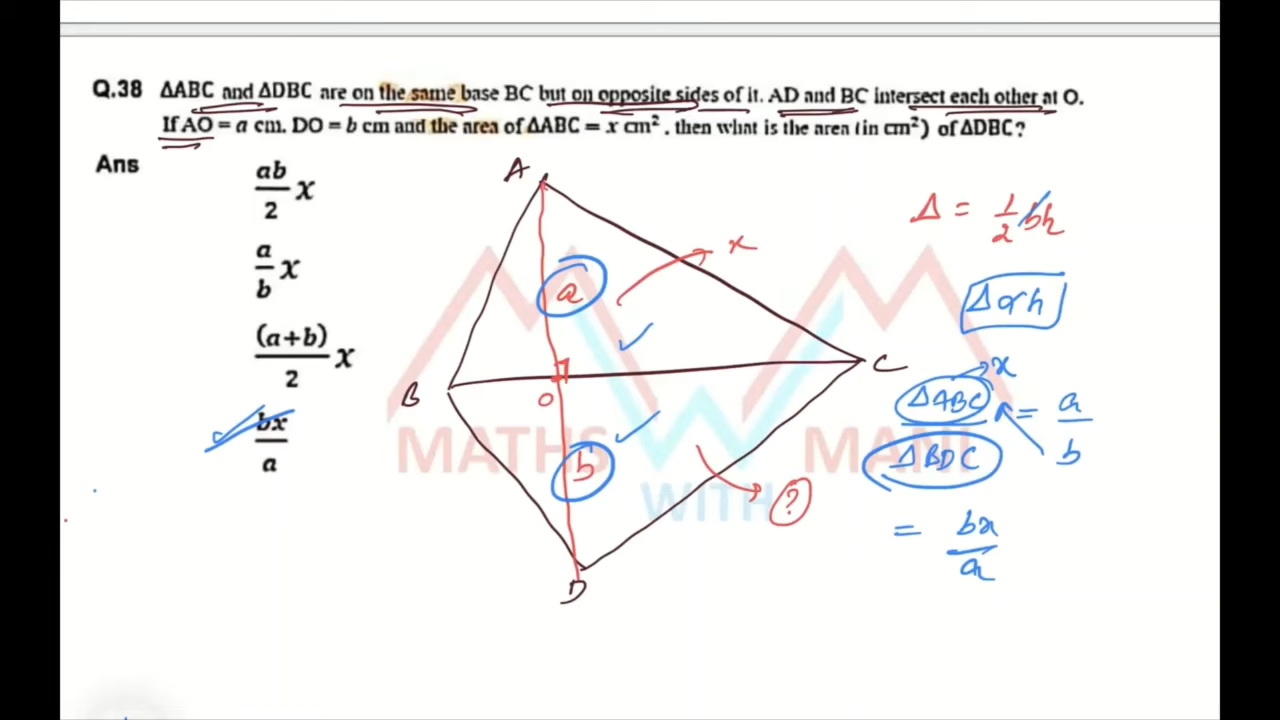 Q.38 ΔABC and ΔDBC are on the same base BC but on opposite sides of it. AD and BC intersect each other at O.
If AO = a cm. DO = b cm and the area of ΔABC = x cm², then what is the area (in cm²) of ΔDBC?
Ans
ab/2 x
a/b x
(a+b)/2 x
bx/a
A
a
x
B
O
C
b
?
D
Δ = 1/2 bh
Δ α h
x
ΔABC/ΔBDC = a/b
= bx/a
MATHS MANI
WITH